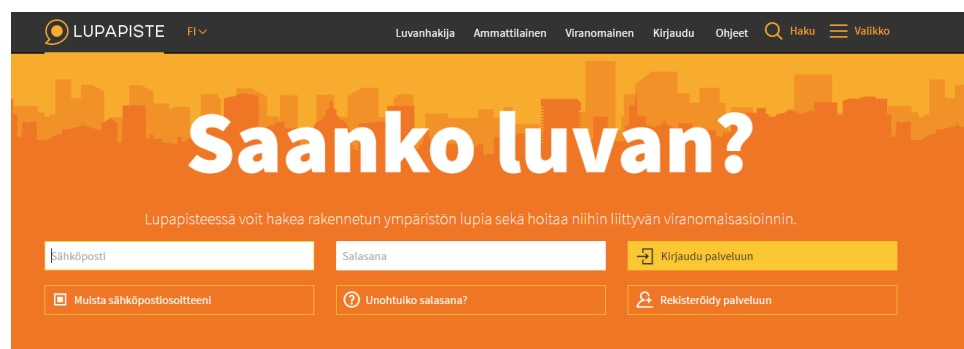 LUPAPISTE FI Luvanhakija Ammattilainen Viranomainen Kirjaudu Ohjeet Haku Valikko
Saanko luvan?
Lupapisteessä voit hakea rakennetun ympäristön lupia sekä hoitaa niihin liittyvän viranomaisasioinnin.
Sähköposti Salasana Kirjaudu palveluun
Muista sähköpostiosoitteeni Unohtuiko salasana? Rekisteröidy palveluun